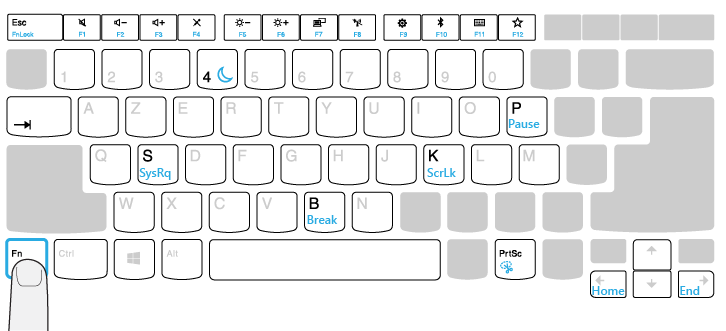 Esc
FnLock
F1
F2
F3
F4
F5
F6
F7
F8
F9
F10
F11
F12
1
2
3
4
5
6
7
8
9
0
A
Z
E
R
T
Y
U
I
O
P
Pause
Q
S
SysRq
D
F
G
H
J
K
ScrLk
L
M
W
X
C
V
B
Break
N
Fn
Ctrl
Alt
PrtSc
Home
End